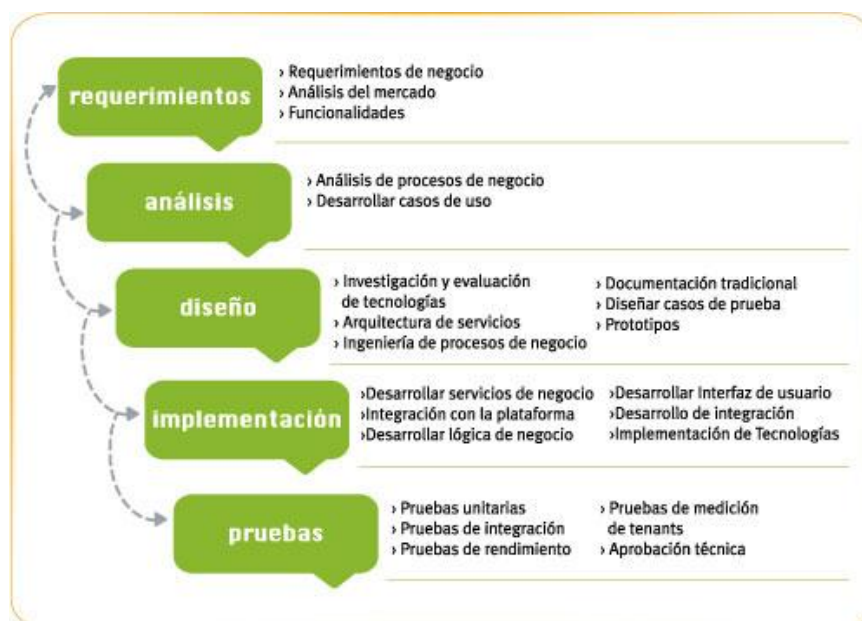 requerimientos
› Requerimientos de negocio
› Análisis del mercado
› Funcionalidades
análisis
› Análisis de procesos de negocio
› Desarrollar casos de uso
diseño
› Investigación y evaluación
de tecnologías
› Arquitectura de servicios
› Ingeniería de procesos de negocio
› Documentación tradicional
› Diseñar casos de prueba
› Prototipos
implementación
›Desarrollar servicios de negocio
›Integración con la plataforma
›Desarrollar lógica de negocio
›Desarrollar Interfaz de usuario
›Desarrollo de integración
›Implementación de Tecnologías
pruebas
› Pruebas unitarias
› Pruebas de integración
› Pruebas de rendimiento
› Pruebas de medición
de tenants
› Aprobación técnica